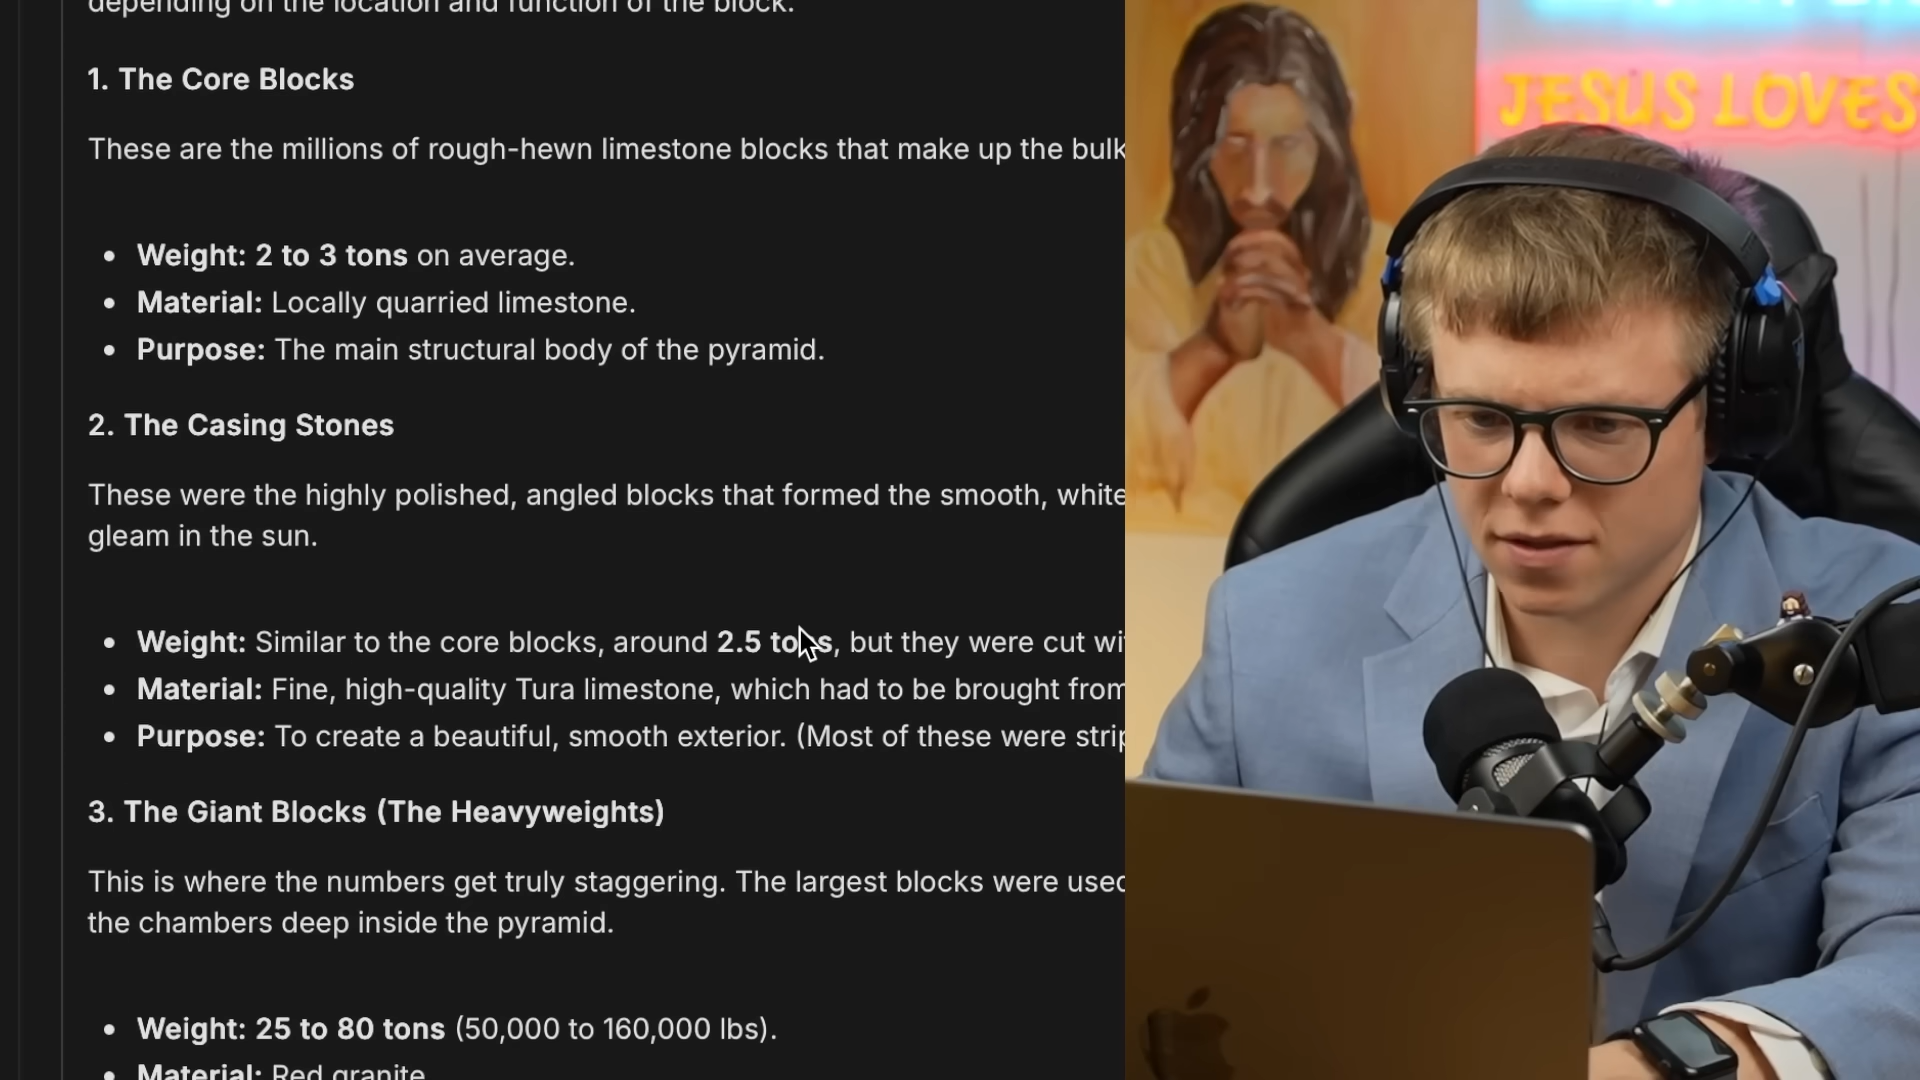 depending on the location and function of the block.
1. The Core Blocks
These are the millions of rough-hewn limestone blocks that make up the bulk
• Weight: 2 to 3 tons on average.
• Material: Locally quarried limestone.
• Purpose: The main structural body of the pyramid.
2. The Casing Stones
These were the highly polished, angled blocks that formed the smooth, white
gleam in the sun.
• Weight: Similar to the core blocks, around 2.5 tons, but they were cut
• Material: Fine, high-quality Tura limestone, which had to be brought from
• Purpose: To create a beautiful, smooth exterior. (Most of these were
3. The Giant Blocks (The Heavyweights)
This is where the numbers get truly staggering. The largest blocks were used
the chambers deep inside the pyramid.
• Weight: 25 to 80 tons (50,000 to 160,000 lbs).
• Material: Red granite
JESUS LOVES